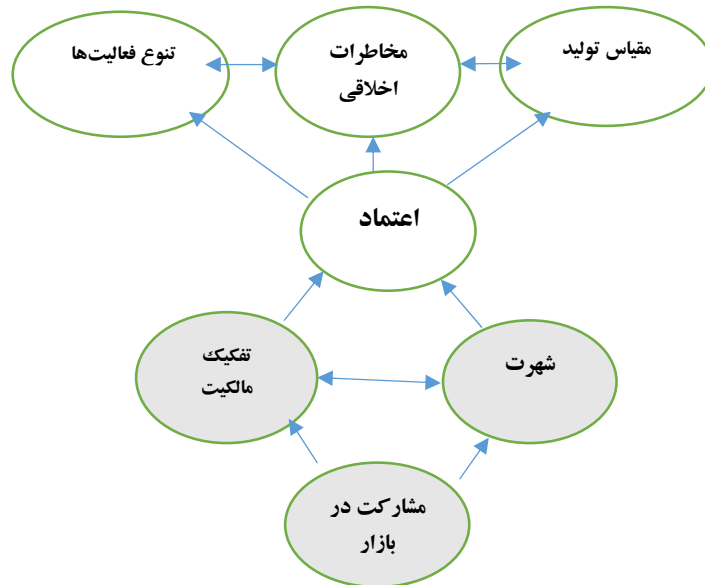 مقیاس تولید
مخاطرات
اخلاقی
تنوع فعالیت‌ها
اعتماد
شهرت
تفکیک
مالکیت
مشارکت در
بازار